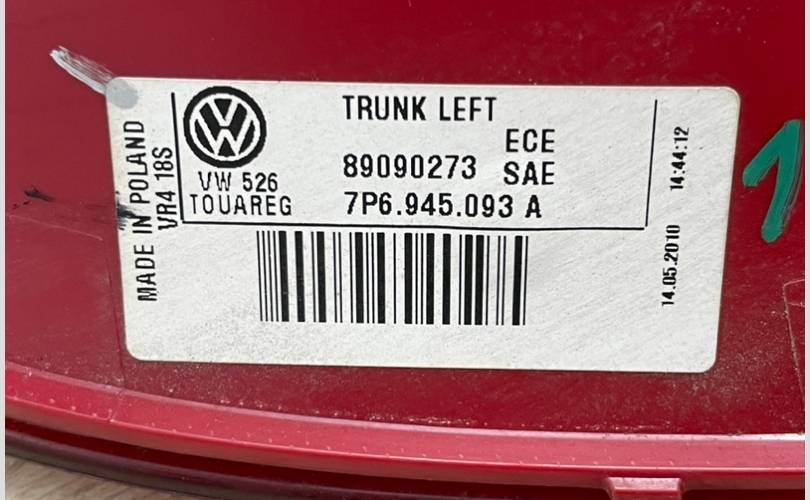 TRUNK LEFT
ECE
89090273 SAE
VW 526
TOUAREG
7P6.945.093 A
MADE IN POLAND
VR4 18S
14.05.2010 14:44:12
1